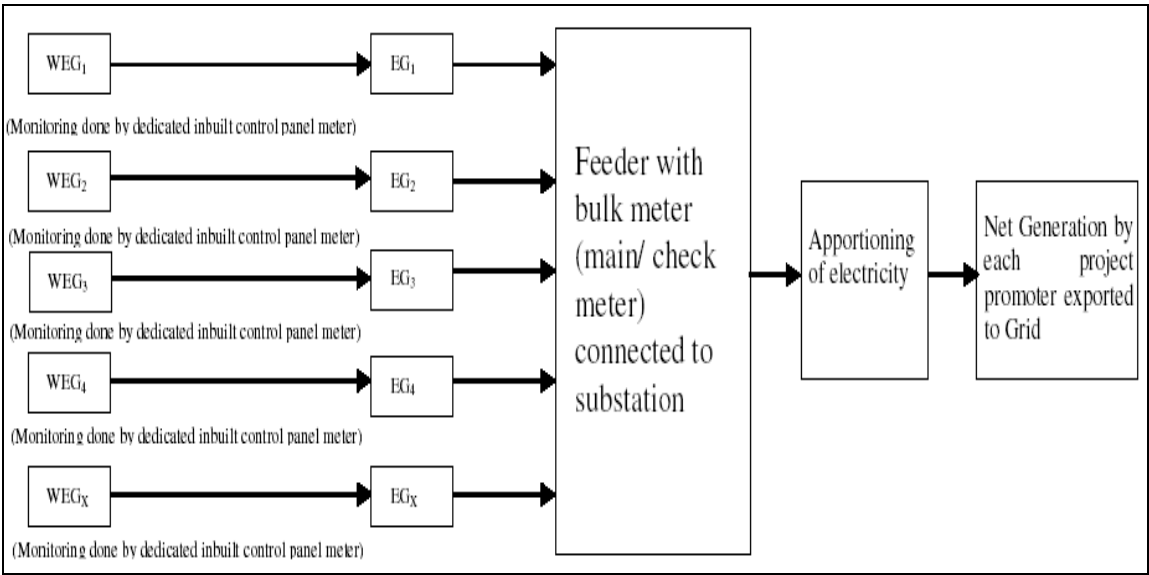 WEG1
EG1
(Monitoring done by dedicated inbuilt control panel meter)
WEG2
EG2
(Monitoring done by dedicated inbuilt control panel meter)
WEG3
EG3
(Monitoring done by dedicated inbuilt control panel meter)
WEG4
EG4
(Monitoring done by dedicated inbuilt control panel meter)
WEGX
EGX
(Monitoring done by dedicated inbuilt control panel meter)
Feeder with
bulk meter
(main/ check
meter)
connected to
substation
Apportioning
of electricity
Net Generation by
each project
promoter exported
to Grid